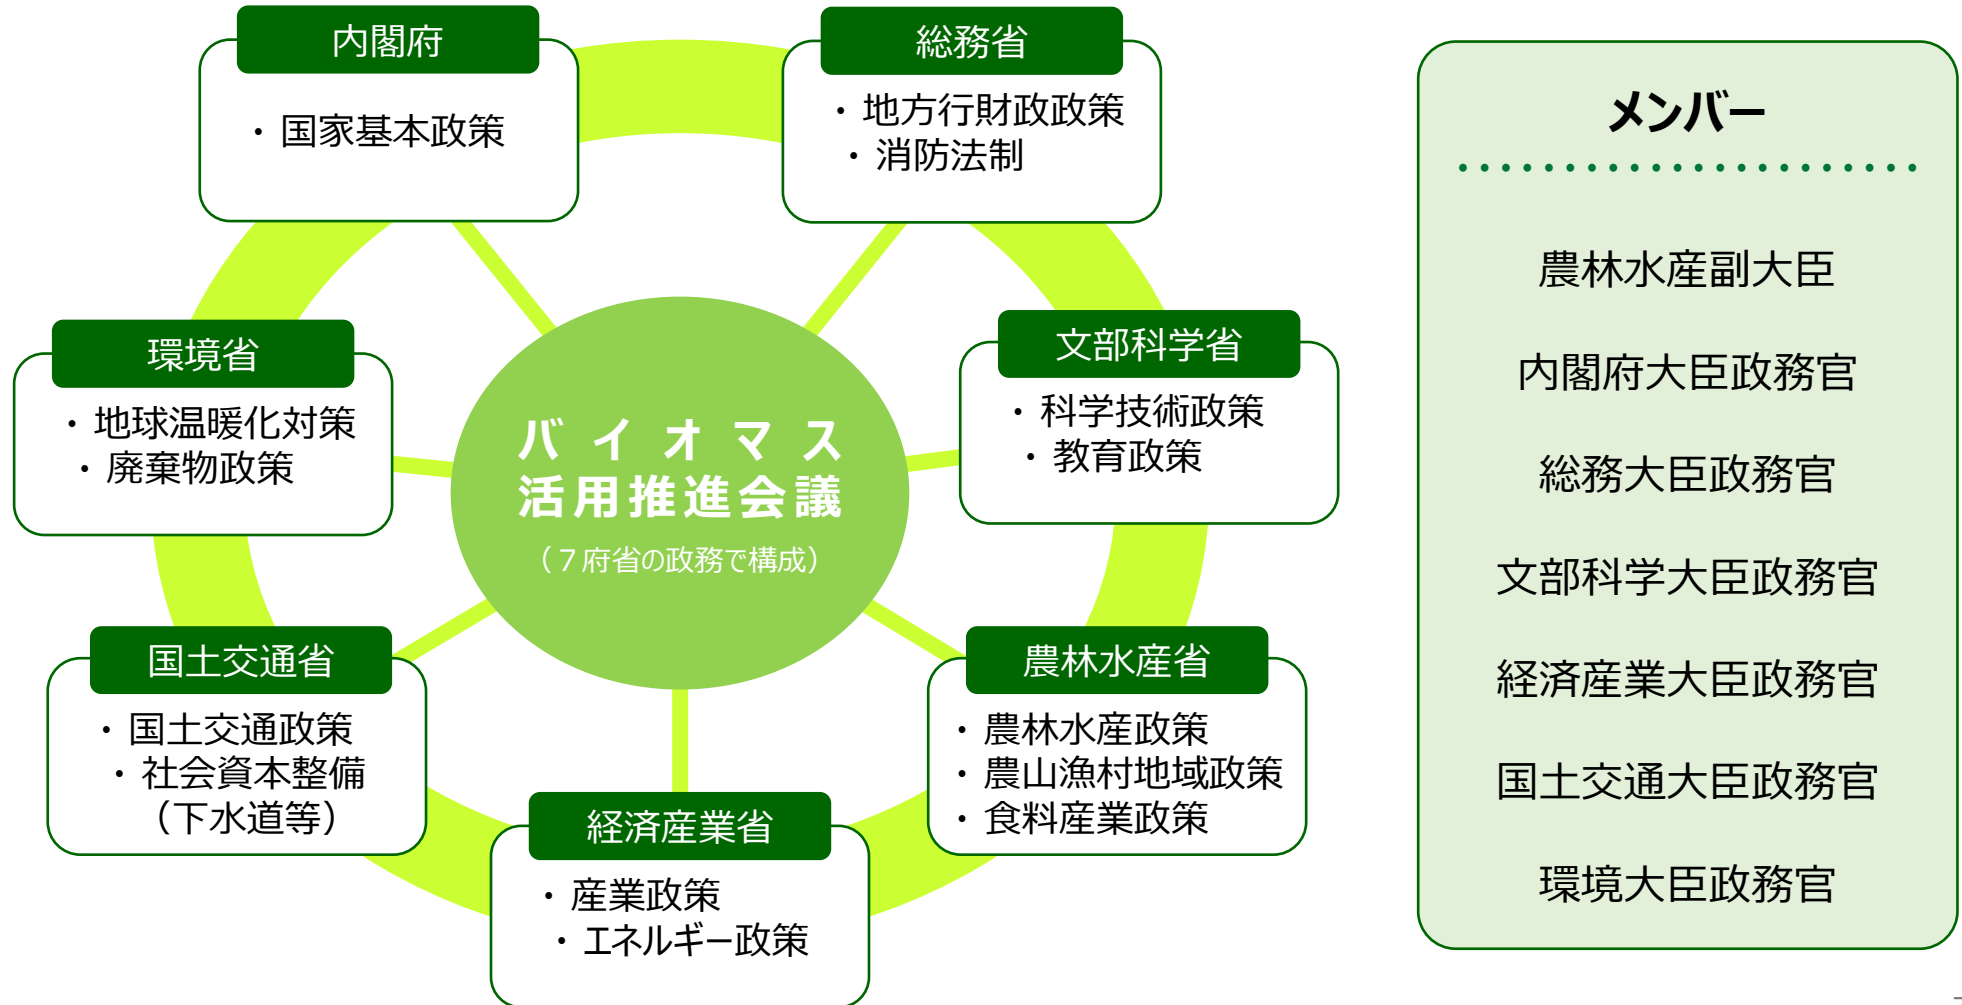 内閣府
・国家基本政策
総務省
・地方行財政政策
・消防法制
環境省
・地球温暖化対策
・廃棄物政策
文部科学省
・科学技術政策
・教育政策
バイオマス
活用推進会議
（７府省の政務で構成）
国土交通省
・国土交通政策
・社会資本整備
（下水道等）
農林水産省
・農林水産政策
・農山漁村地域政策
・食料産業政策
経済産業省
・産業政策
・エネルギー政策
メンバー
農林水産副大臣
内閣府大臣政務官
総務大臣政務官
文部科学大臣政務官
経済産業大臣政務官
国土交通大臣政務官
環境大臣政務官